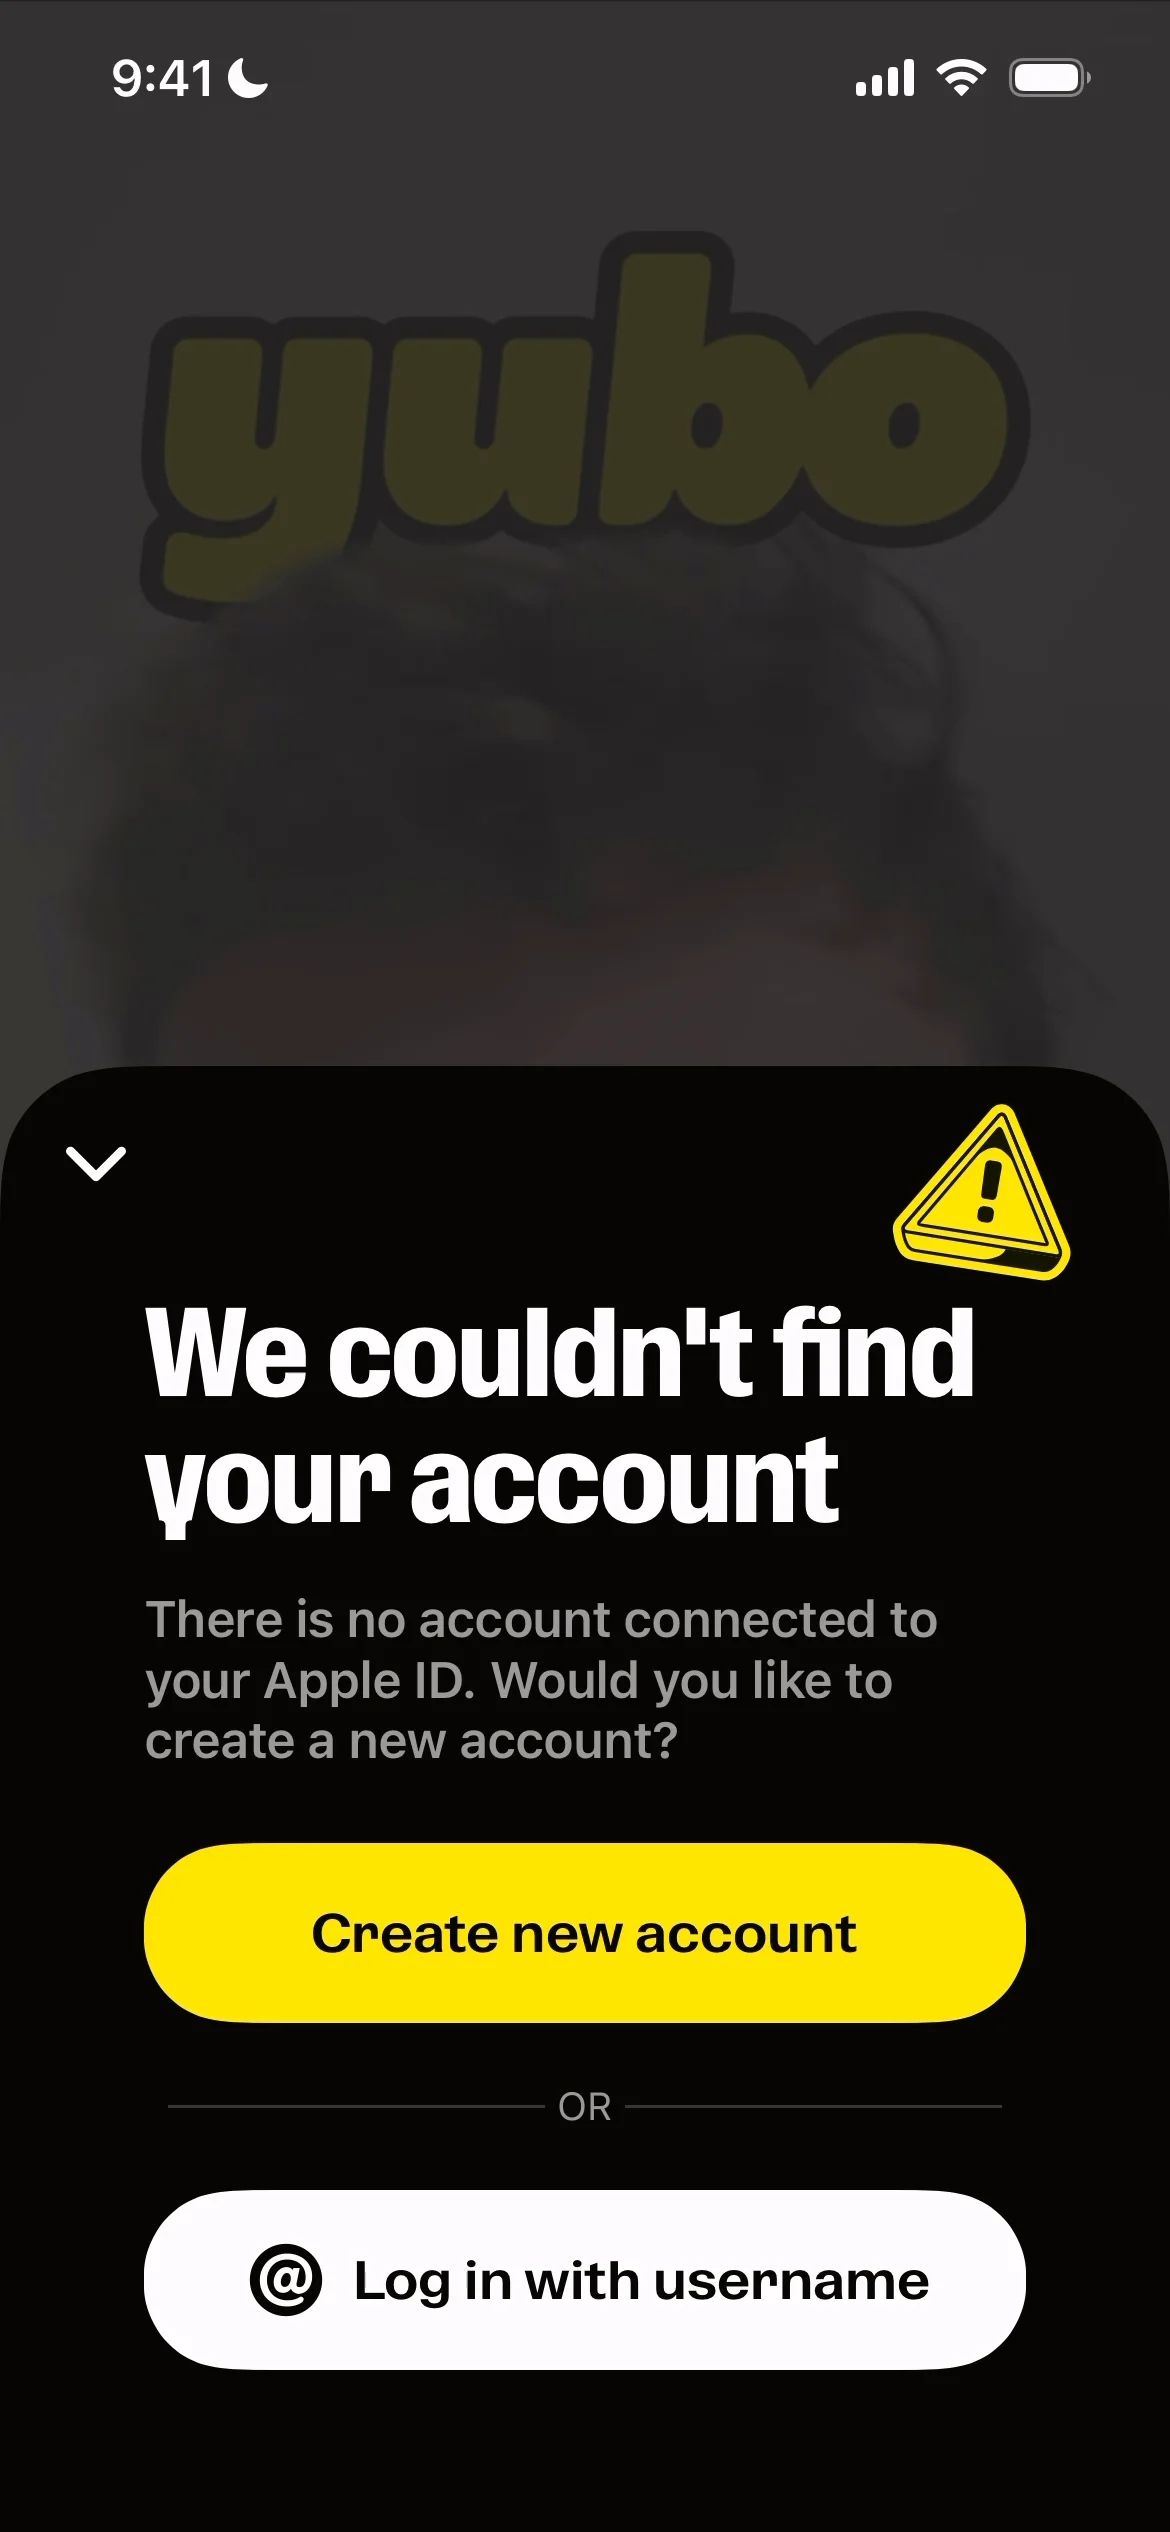 9:41
yubo
We couldn't find
your account
There is no account connected to
your Apple ID. Would you like to
create a new account?
Create new account
OR
@ Log in with username